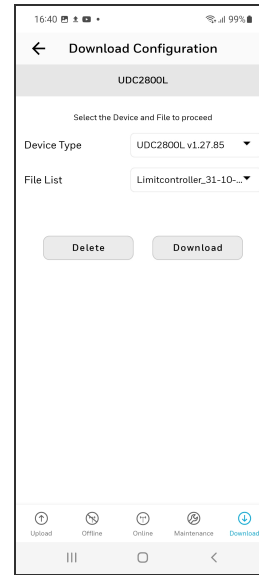 16:40 99%
Download Configuration
UDC2800L
Select the Device and File to proceed
Device Type UDC2800L v1.27.85
File List Limitcontroller_31-10-...
Delete Download
Upload Offline Online Maintenance Download